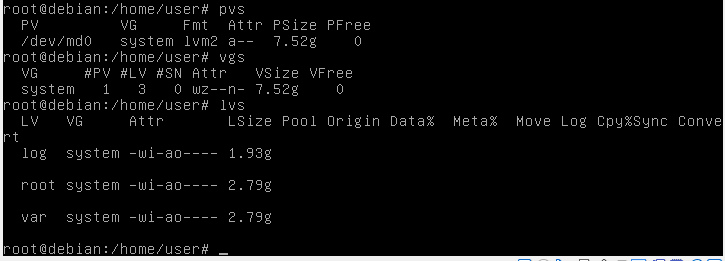 root@debian:/home/user# pvs
  PV         VG     Fmt  Attr PSize PFree
  /dev/md0   system lvm2 a--  7.52g    0
root@debian:/home/user# vgs
  VG     #PV #LV #SN Attr   VSize VFree
  system   1   3   0 wz--n- 7.52g    0
root@debian:/home/user# lvs
  LV   VG     Attr       LSize Pool Origin Data%  Meta%  Move Log Cpy%Sync Conve
rt
  log  system -wi-ao---- 1.93g
  root system -wi-ao---- 2.79g
  var  system -wi-ao---- 2.79g
root@debian:/home/user# _